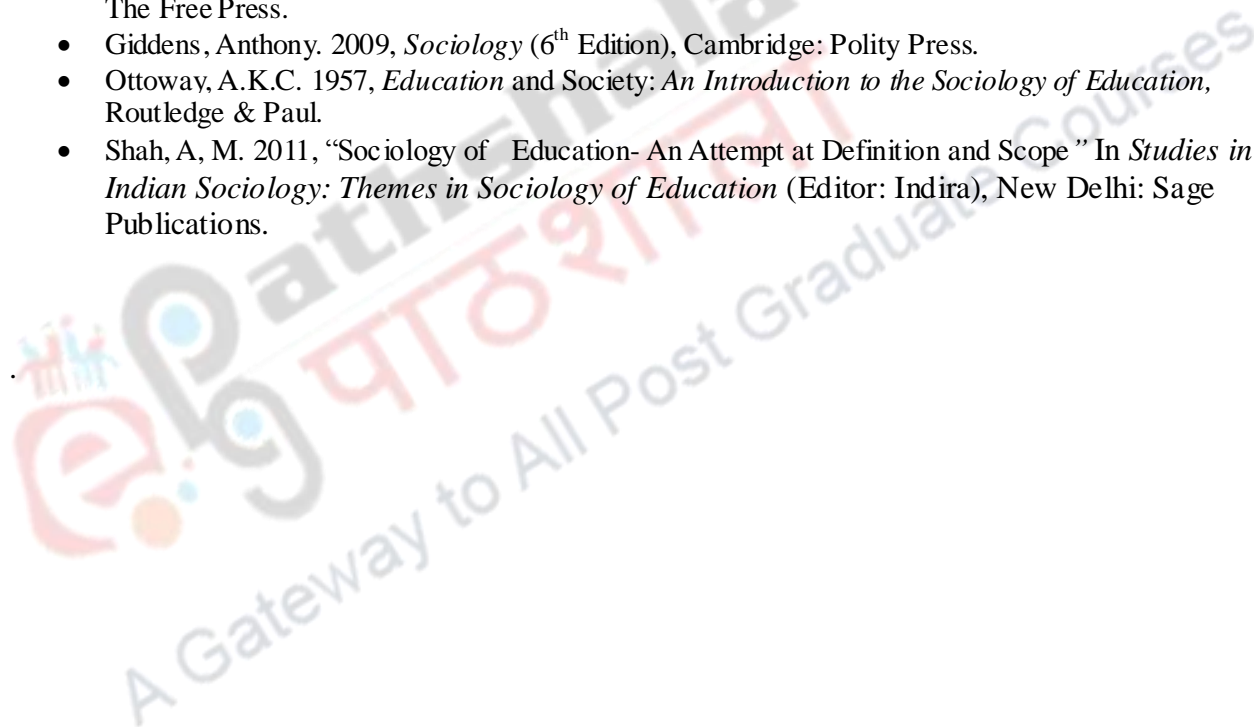 The Free Press.
• Giddens, Anthony. 2009, Sociology (6th Edition), Cambridge: Polity Press.
• Ottoway, A.K.C. 1957, Education and Society: An Introduction to the Sociology of Education,
Routledge & Paul.
• Shah, A, M. 2011, “Sociology of Education- An Attempt at Definition and Scope” In Studies in
Indian Sociology: Themes in Sociology of Education (Editor: Indira), New Delhi: Sage
Publications.
.
Pathshala
पाठशाला
A Gateway to All Post Graduate Courses